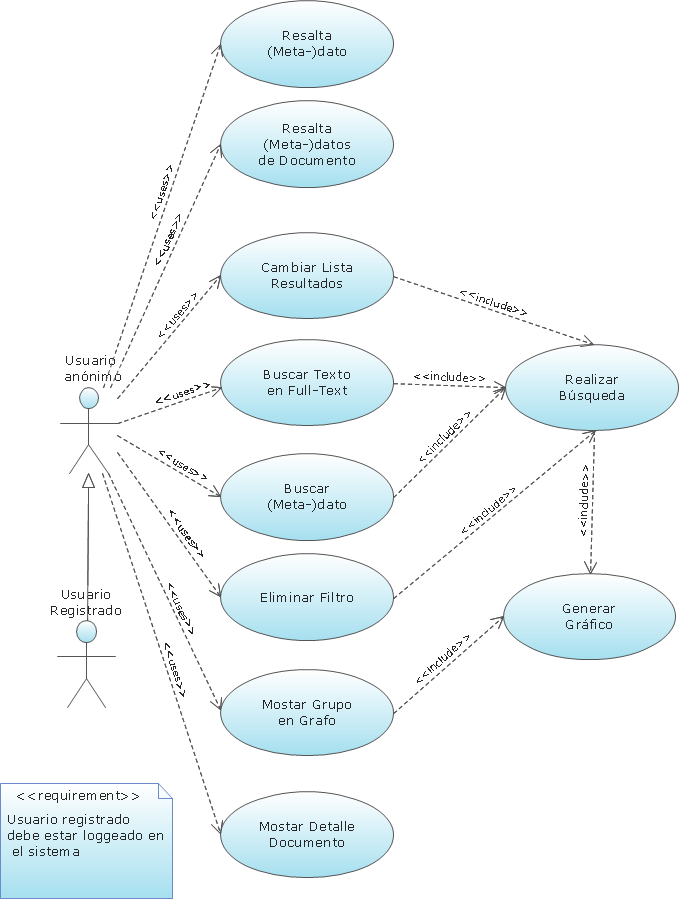 Resalta
(Meta-)dato
<<uses>>
Resalta
(Meta-)datos
de Documento
<<uses>>
Cambiar Lista
Resultados
<<uses>>
<<include>>
Usuario
anónimo
Buscar Texto
en Full-Text
<<uses>>
<<include>>
Realizar
Búsqueda
Buscar
(Meta-)dato
<<uses>>
<<include>>
Eliminar Filtro
<<uses>>
<<include>>
<<include>>
Usuario
Registrado
Generar
Gráfico
Mostar Grupo
en Grafo
<<uses>>
<<include>>
<<uses>>
Mostar Detalle
Documento
<<requirement>>
Usuario registrado
debe estar loggeado en
el sistema